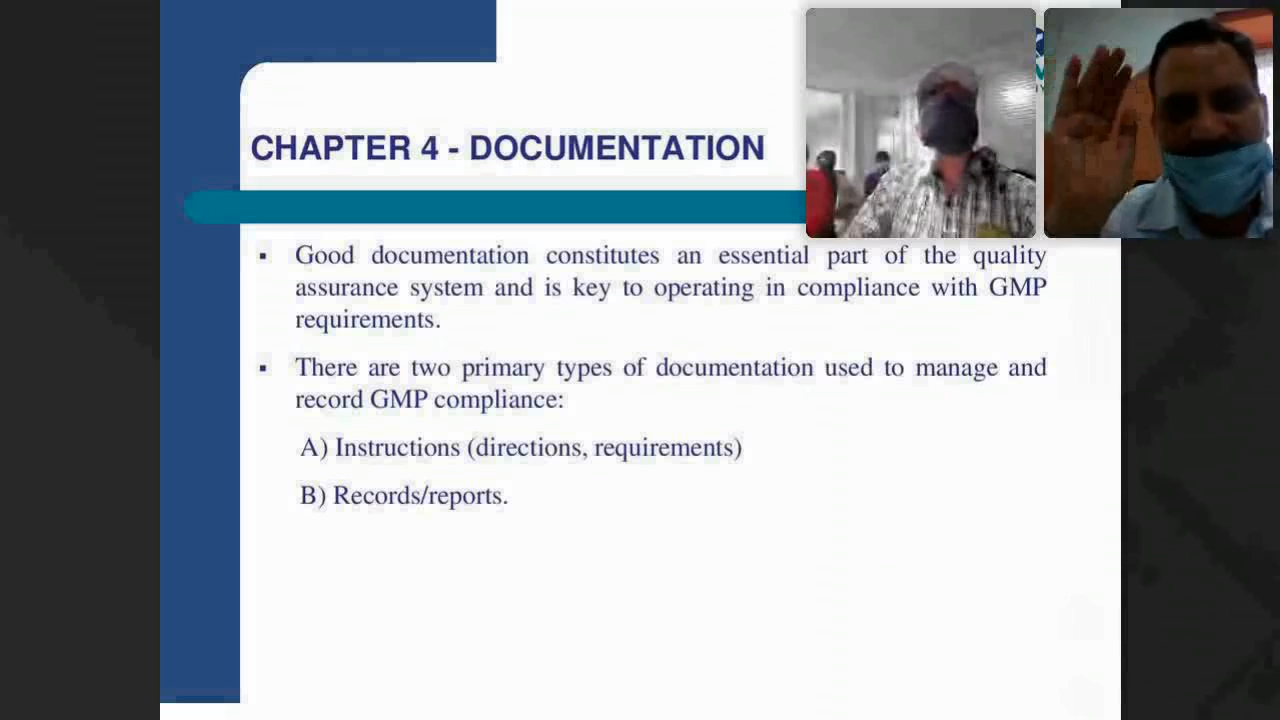 CHAPTER 4 - DOCUMENTATION
▪ Good documentation constitutes an essential part of the quality
assurance system and is key to operating in compliance with GMP
requirements.
▪ There are two primary types of documentation used to manage and
record GMP compliance:
A) Instructions (directions, requirements)
B) Records/reports.